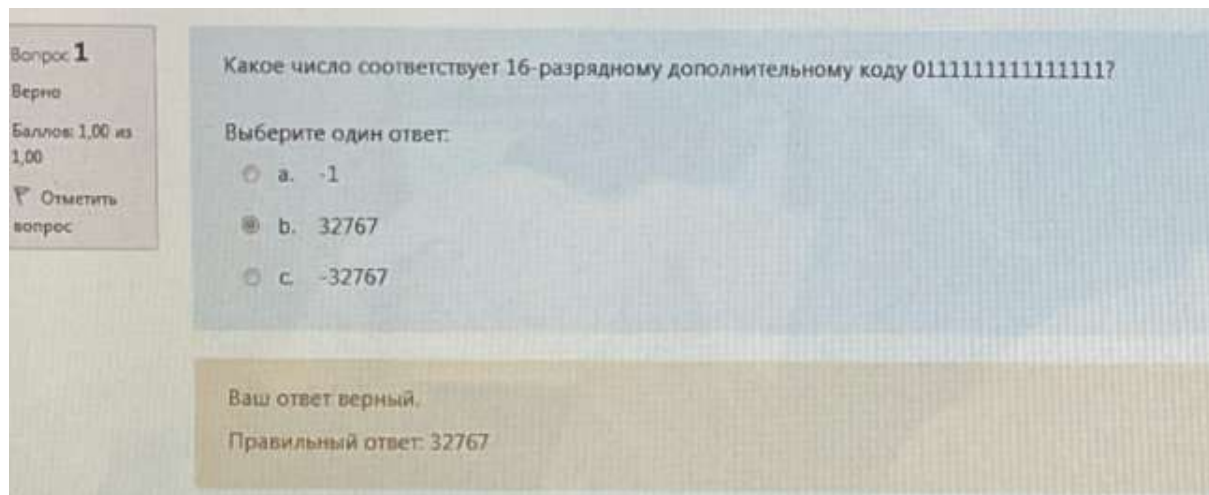 Вопрос 1
Верно
Баллов: 1,00 из
1,00
Отметить
вопрос
Какое число соответствует 16-разрядному дополнительному коду 0111111111111111?
Выберите один ответ:
a. -1
b. 32767
c. -32767
Ваш ответ верный.
Правильный ответ: 32767